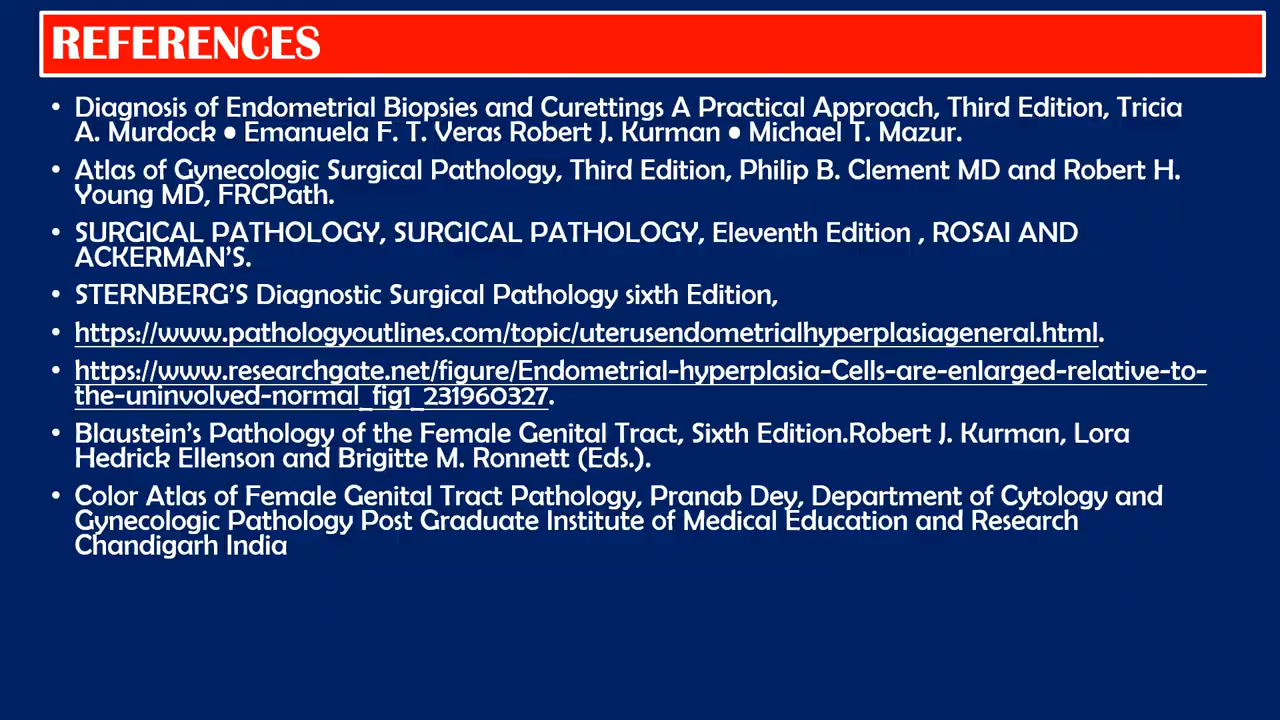 REFERENCES
• Diagnosis of Endometrial Biopsies and Curettings A Practical Approach, Third Edition, Tricia
A. Murdock • Emanuela F. T. Veras Robert J. Kurman • Michael T. Mazur.
• Atlas of Gynecologic Surgical Pathology, Third Edition, Philip B. Clement MD and Robert H.
Young MD, FRCPath.
• SURGICAL PATHOLOGY, SURGICAL PATHOLOGY, Eleventh Edition , ROSAI AND
ACKERMAN’S.
• STERNBERG’S Diagnostic Surgical Pathology sixth Edition,
• https://www.pathologyoutlines.com/topic/uterusendometrialhyperplasiageneral.html.
• https://www.researchgate.net/figure/Endometrial-hyperplasia-Cells-are-enlarged-relative-to-
the-uninvolved-normal_fig1_231960327.
• Blaustein’s Pathology of the Female Genital Tract, Sixth Edition.Robert J. Kurman, Lora
Hedrick Ellenson and Brigitte M. Ronnett (Eds.).
• Color Atlas of Female Genital Tract Pathology, Pranab Dey, Department of Cytology and
Gynecologic Pathology Post Graduate Institute of Medical Education and Research
Chandigarh India